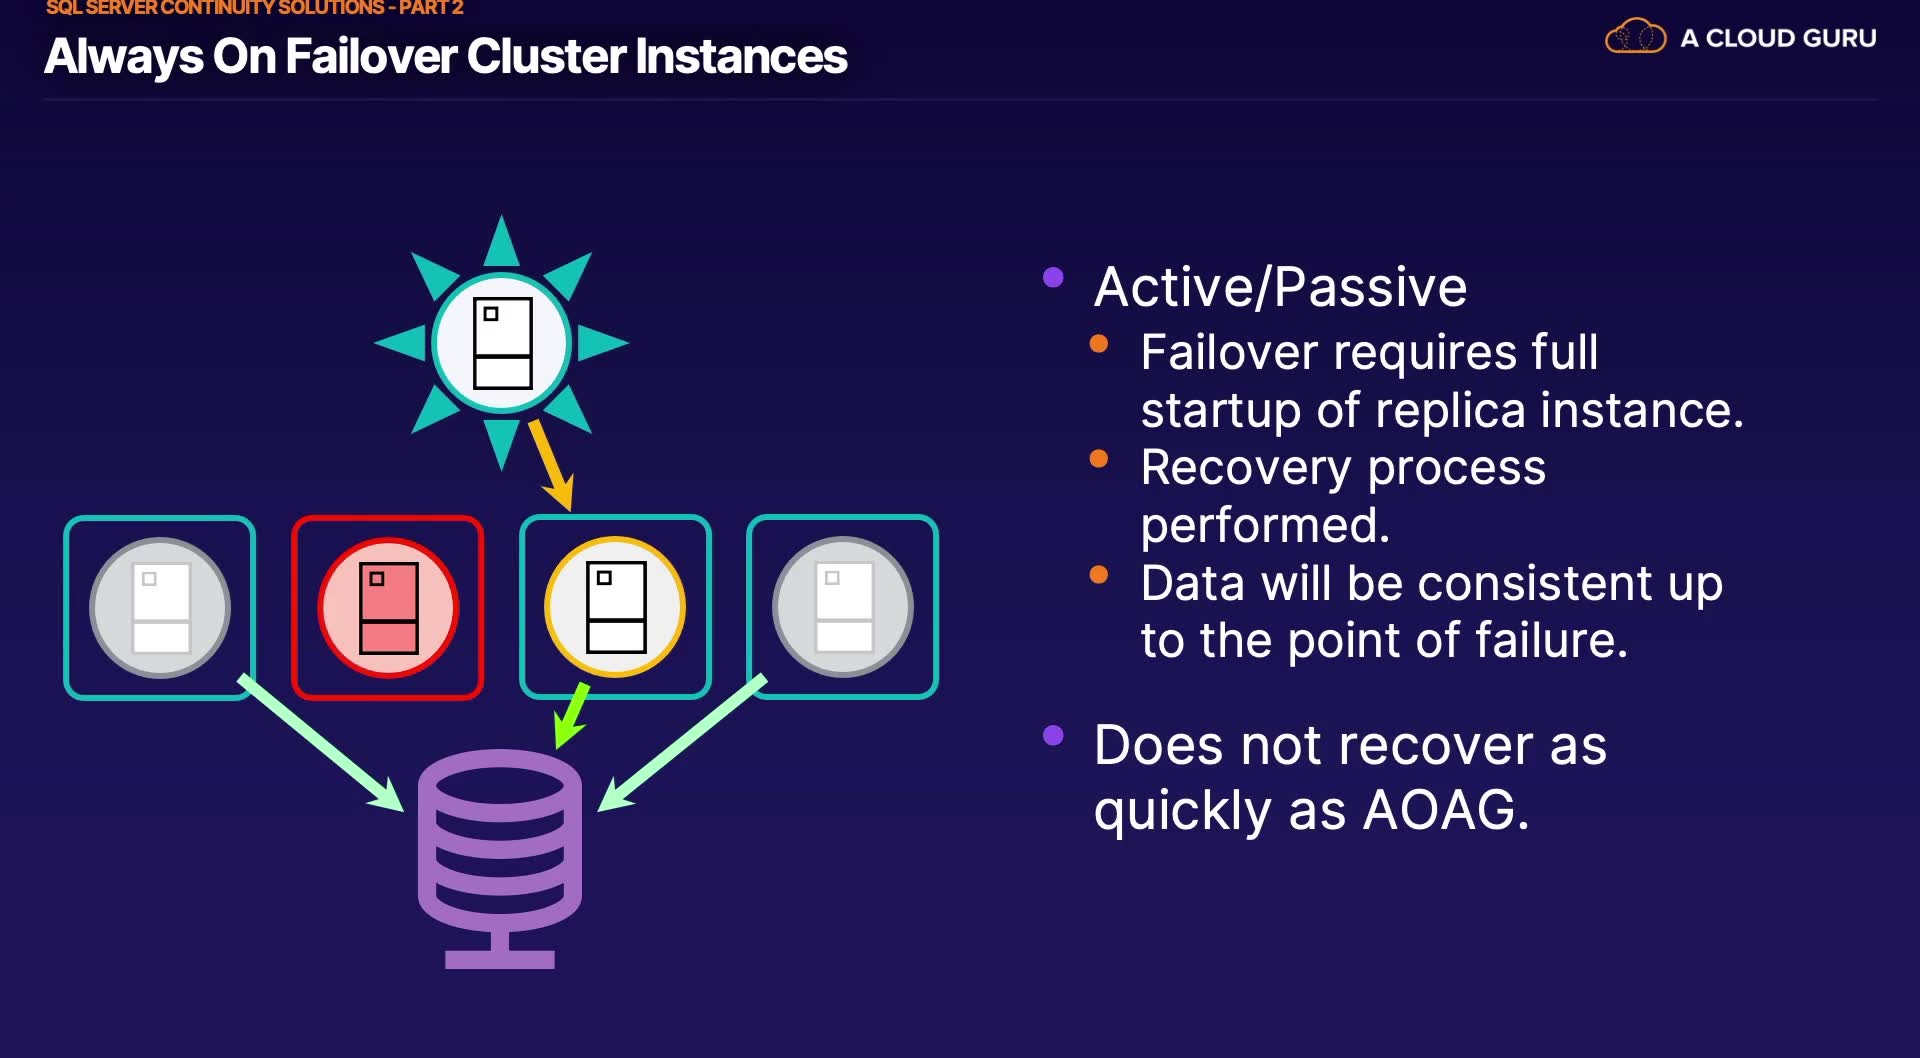 SQL SERVER CONTINUITY SOLUTIONS - PART 2
Always On Failover Cluster Instances
A CLOUD GURU
Active/Passive
Failover requires full
startup of replica instance.
Recovery process
performed.
Data will be consistent up
to the point of failure.
Does not recover as
quickly as AOAG.